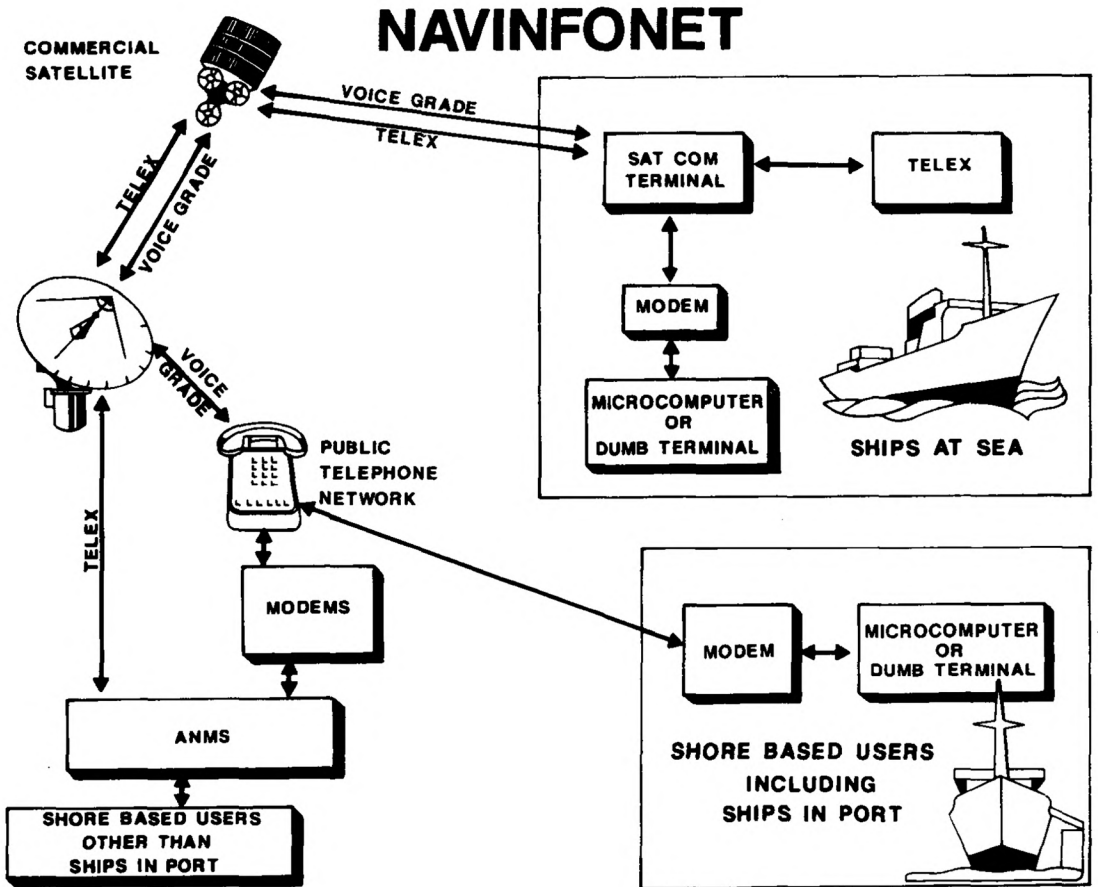 NAVINFONET
COMMERCIAL
SATELLITE
VOICE GRADE
TELEX
TELEX
VOICE GRADE
SAT COM
TERMINAL
TELEX
MODEM
MICROCOMPUTER
OR
DUMB TERMINAL
SHIPS AT SEA
VOICE
GRADE
PUBLIC
TELEPHONE
NETWORK
TELEX
MODEMS
ANMS
SHORE BASED USERS
OTHER THAN
SHIPS IN PORT
MODEM
MICROCOMPUTER
OR
DUMB TERMINAL
SHORE BASED USERS
INCLUDING
SHIPS IN PORT